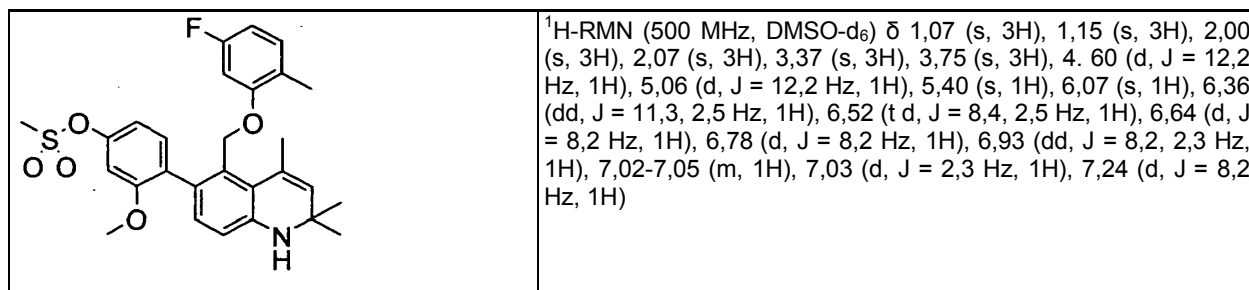 ¹H-RMN (500 MHz, DMSO-d₆) δ 1,07 (s, 3H), 1,15 (s, 3H), 2,00
(s, 3H), 2,07 (s, 3H), 3,37 (s, 3H), 3,75 (s, 3H), 4. 60 (d, J = 12,2
Hz, 1H), 5,06 (d, J = 12,2 Hz, 1H), 5,40 (s, 1H), 6,07 (s, 1H), 6,36
(dd, J = 11,3, 2,5 Hz, 1H), 6,52 (t d, J = 8,4, 2,5 Hz, 1H), 6,64 (d, J
= 8,2 Hz, 1H), 6,78 (d, J = 8,2 Hz, 1H), 6,93 (dd, J = 8,2, 2,3 Hz,
1H), 7,02-7,05 (m, 1H), 7,03 (d, J = 2,3 Hz, 1H), 7,24 (d, J = 8,2
Hz, 1H)
F
O
O
S
O
O
O
N
H